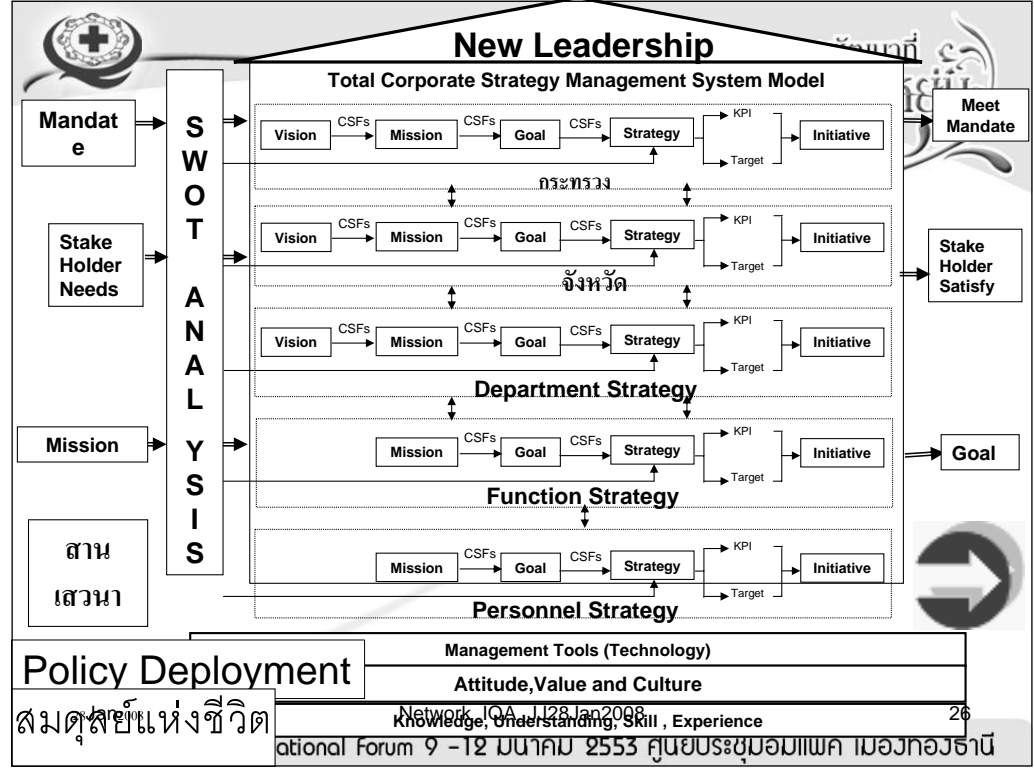 New Leadership
Total Corporate Strategy Management System Model
Mandat
e
Stake
Holder
Needs
Mission
S
W
O
T
A
N
A
L
Y
S
I
S
Vision CSFs Mission CSFs Goal CSFs Strategy KPI Target Initiative
กระทรวง
Vision CSFs Mission CSFs Goal CSFs Strategy KPI Target Initiative
จังหวัด
Vision CSFs Mission CSFs Goal CSFs Strategy KPI Target Initiative
Department Strategy
Mission CSFs Goal CSFs Strategy KPI Target Initiative
Function Strategy
Mission CSFs Goal CSFs Strategy KPI Target Initiative
Personnel Strategy
Meet
Mandate
Stake
Holder
Satisfy
Goal
สาน
เสวนา
Management Tools (Technology)
Policy Deployment
Attitude,Value and Culture
สมดุลย์แห่งชีวิต
Knowledge, Understanding, Skill , Experience
Network JJ28Jan2008
26
ational Forum 9 -12 มีนาคม 2553 ศูนย์ประชุมอิมแพค เมืองทองธานี